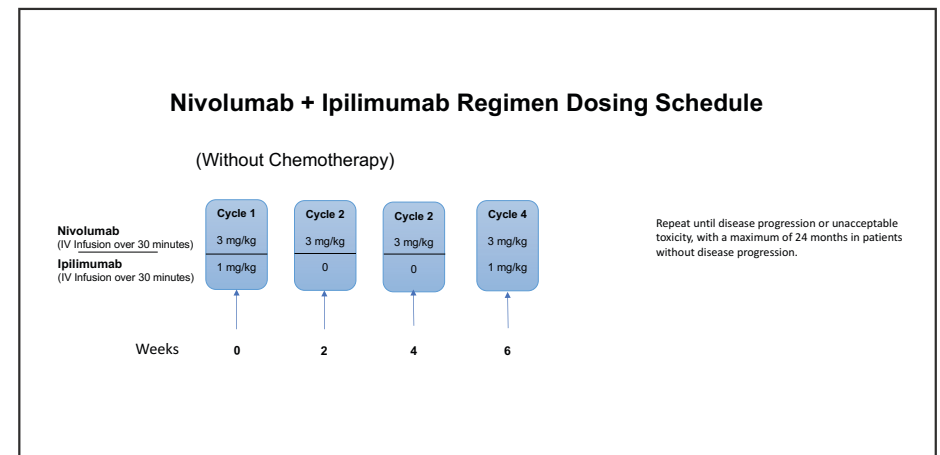 Nivolumab + Ipilimumab Regimen Dosing Schedule
(Without Chemotherapy)
Nivolumab
(IV Infusion over 30 minutes)
Ipilimumab
(IV Infusion over 30 minutes)
Cycle 1
3 mg/kg
1 mg/kg
Cycle 2
3 mg/kg
0
Cycle 2
3 mg/kg
0
Cycle 4
3 mg/kg
1 mg/kg
Repeat until disease progression or unacceptable
toxicity, with a maximum of 24 months in patients
without disease progression.
Weeks 0 2 4 6